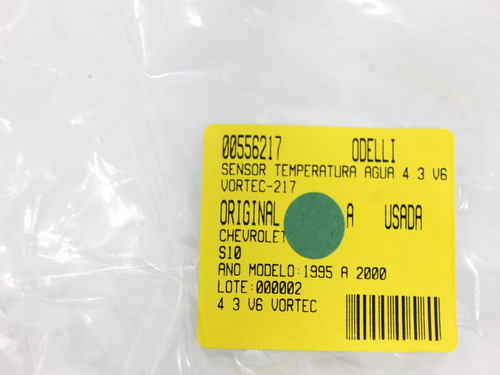 00556217 ODELLI
SENSOR TEMPERATURA AGUA 4 3 V6
VORTEC-217
ORIGINAL A USADA
CHEVROLET
S10
ANO MODELO:1995 A 2000
LOTE:000002
4 3 V6 VORTEC